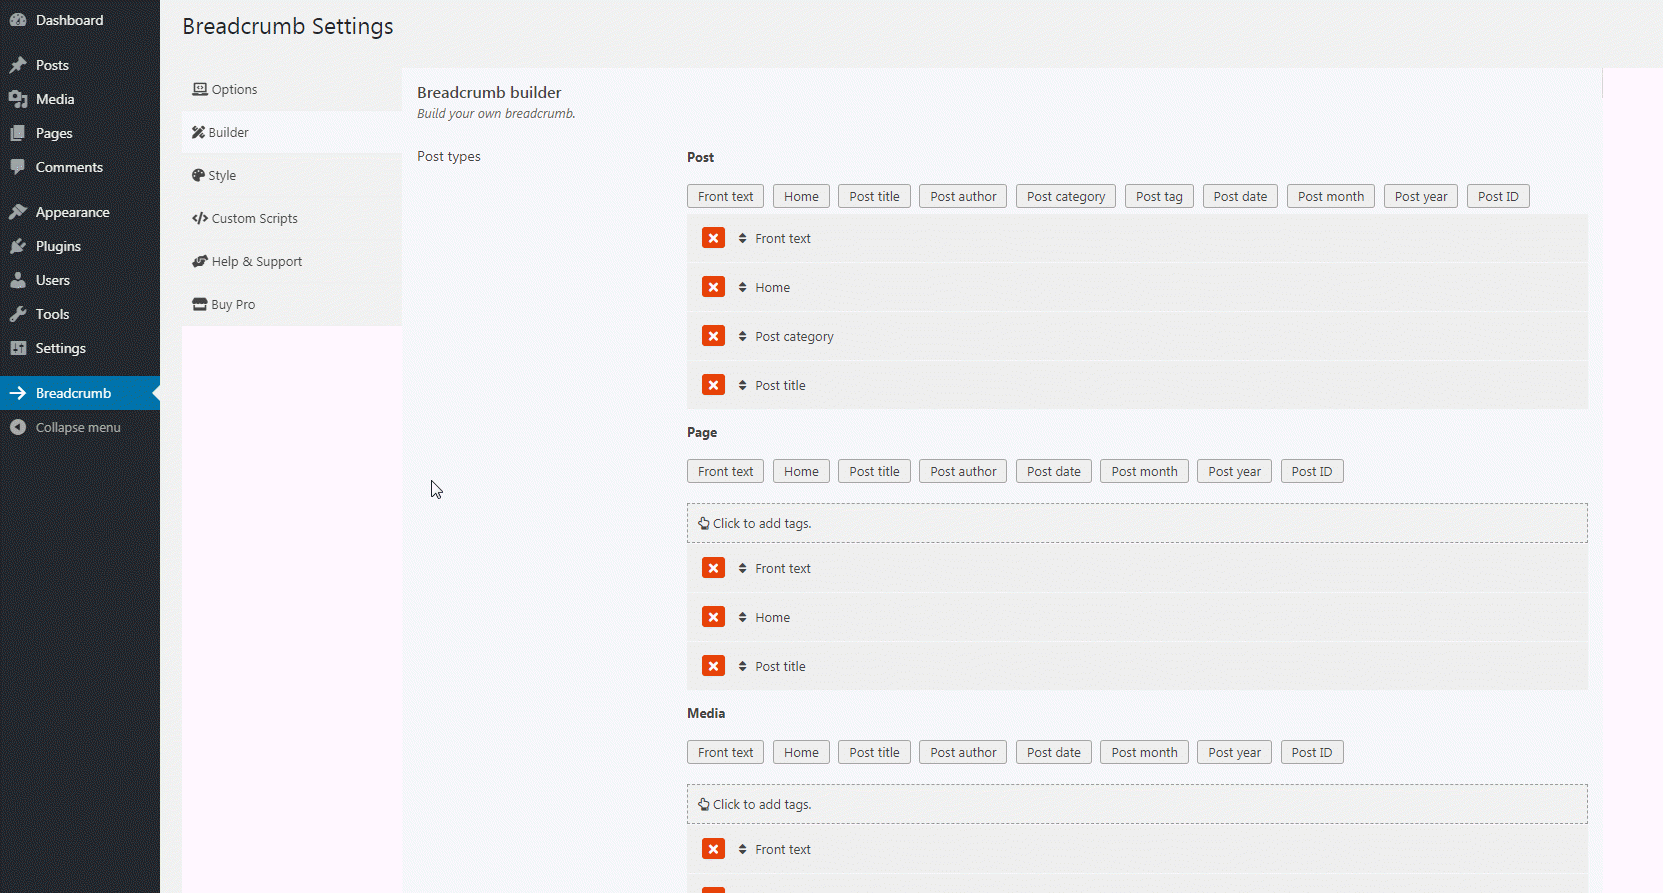 Dashboard
Posts
Media
Pages
Comments
Appearance
Plugins
Users
Tools
Settings
Breadcrumb
Collapse menu
Breadcrumb Settings
Options
Builder
Style
Custom Scripts
Help & Support
Buy Pro
Breadcrumb builder
Build your own breadcrumb.
Post types
Post
Front text Home Post title Post author Post category Post tag Post date Post month Post year Post ID
Front text
Home
Post category
Post title
Page
Front text Home Post title Post author Post date Post month Post year Post ID
Click to add tags.
Front text
Home
Post title
Media
Front text Home Post title Post author Post date Post month Post year Post ID
Click to add tags.
Front text